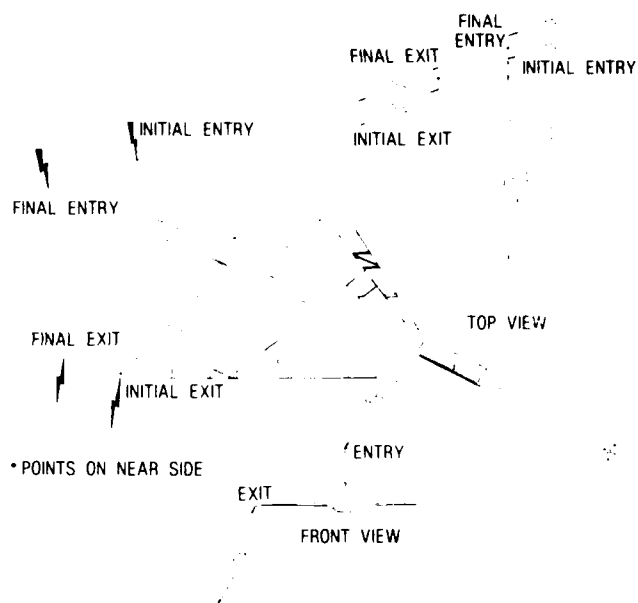 FINAL
ENTRY
FINAL EXIT
INITIAL ENTRY
INITIAL ENTRY
INITIAL EXIT
FINAL ENTRY
TOP VIEW
FINAL EXIT
INITIAL EXIT
ENTRY
• POINTS ON NEAR SIDE
EXIT
FRONT VIEW